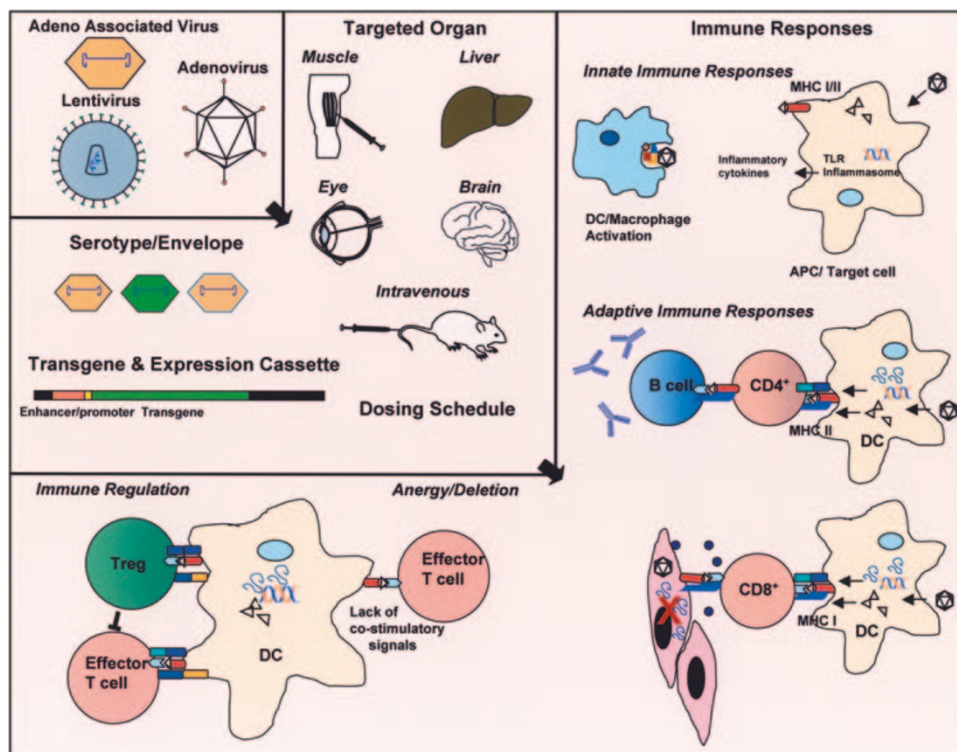 Adeno Associated Virus
Adenovirus
Lentivirus
Serotype/Envelope
Transgene & Expression Cassette
Enhancer/promoter Transgene
Targeted Organ
Muscle
Liver
Eye
Brain
Intravenous
Dosing Schedule
Immune Responses
Innate Immune Responses
MHC I/II
Inflammatory
cytokines
TLR
Inflammasome
DC/Macrophage
Activation
APC/ Target cell
Adaptive Immune Responses
B cell
CD4⁺
MHC II
DC
CD8⁺
MHC I
DC
Immune Regulation
Anergy/Deletion
Treg
Effector
T cell
DC
Effector
T cell
Lack of
co-stimulatory
signals